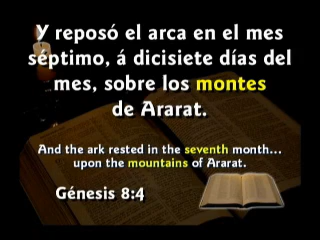 Y reposó el arca en el mes
séptimo, á dicisiete días del
mes, sobre los montes
de Ararat.
And the ark rested in the seventh month...
upon the mountains of Ararat.
Génesis 8:4